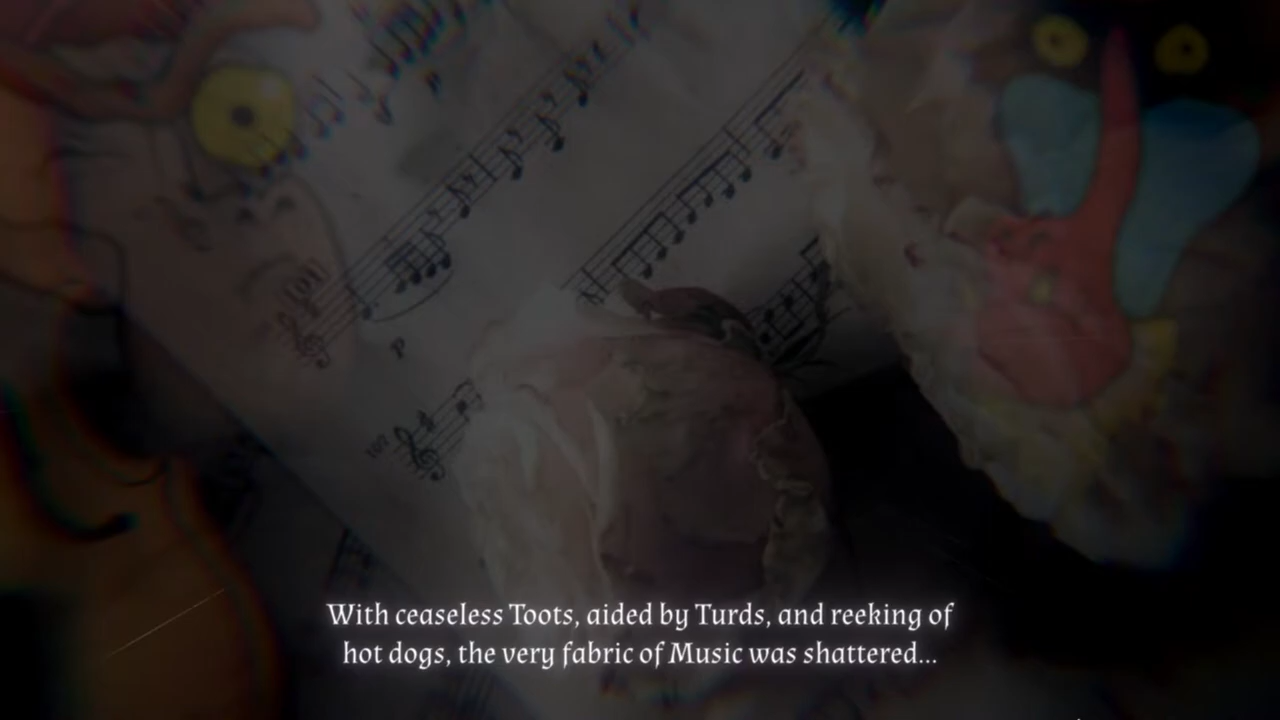 With ceaseless Toots, aided by Turds, and reeking of
hot dogs, the very fabric of Music was shattered...